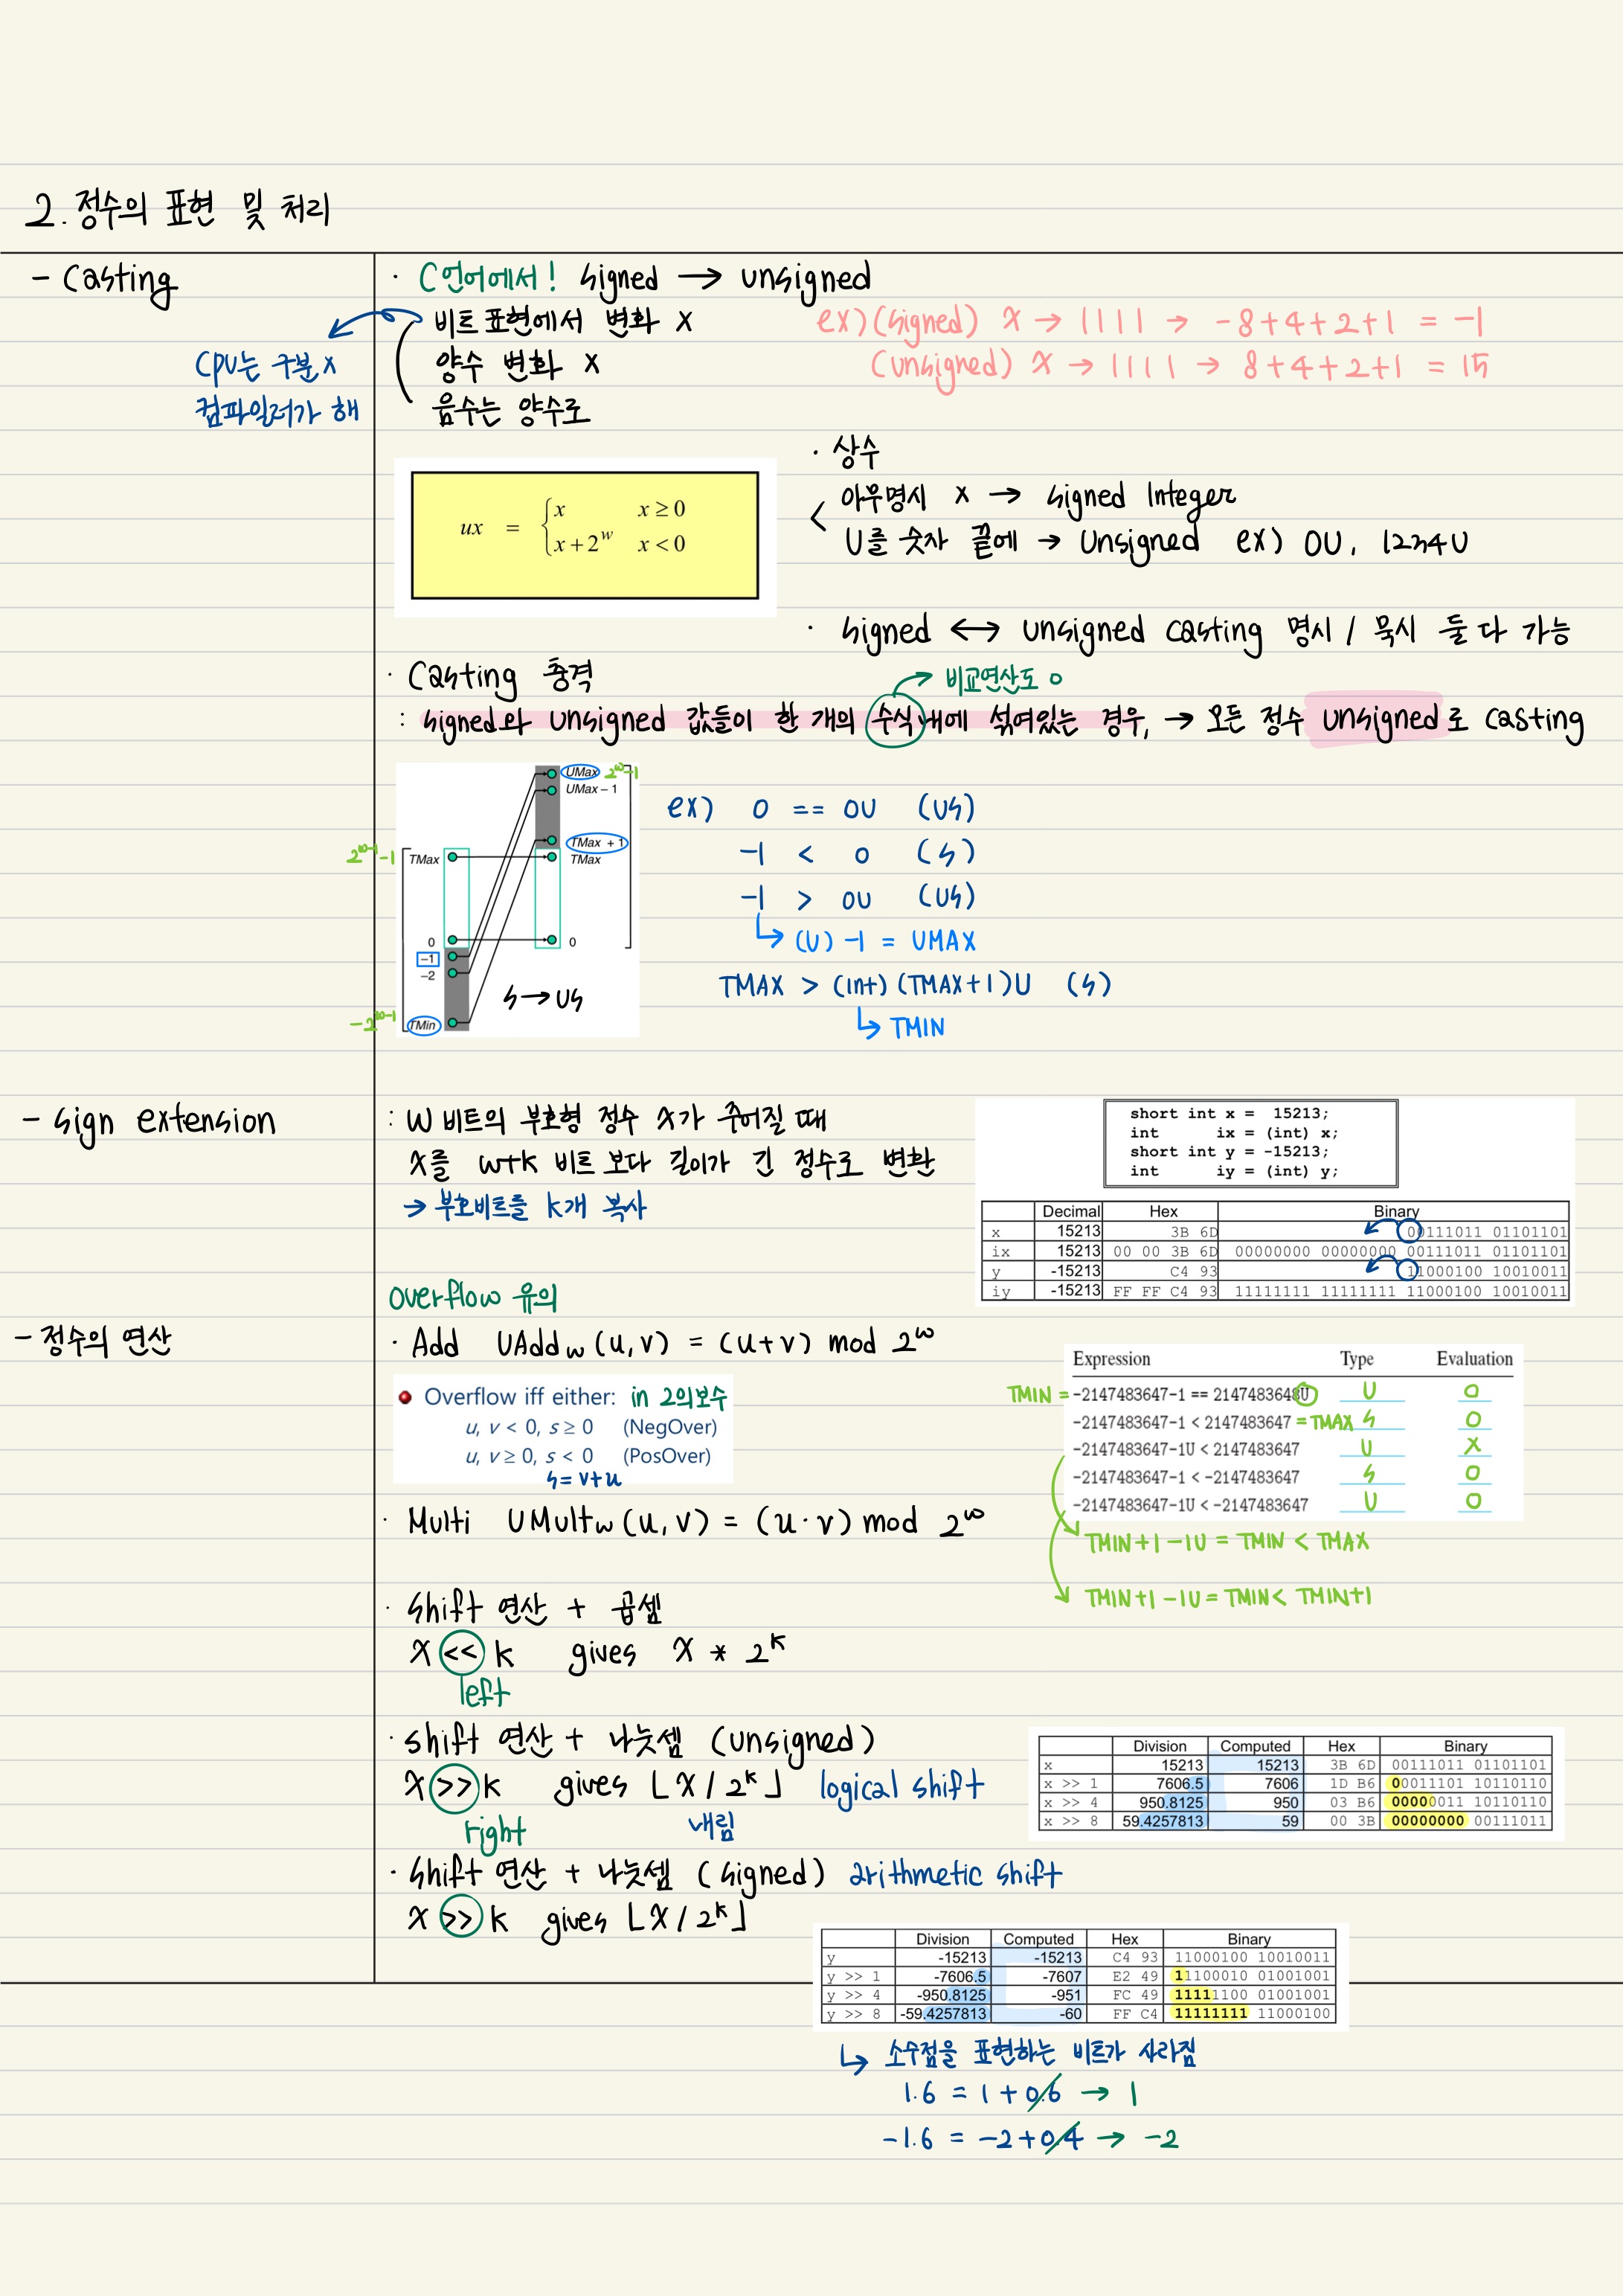 2. 정수의 표현 및 처리
- Casting
· C언어에서! signed → unsigned
비트 표현에서 변화 X
양수 변화 X
음수는 양수로
CPU는 구분 x
컴파일러가 해
ex) (signed) x → 1111 → -8+4+2+1 = -1
(unsigned) x → 1111 → 8+4+2+1 = 15
ux = { x x ≥ 0
x + 2^w x < 0
· 상수
아무명시 x → signed Integer
U를 숫자 끝에 → Unsigned ex) 0U, 1234U
· signed ↔ unsigned casting 명시 / 묵시 둘 다 가능
· Casting 충격
→ 비교연산도 o
: signed와 unsigned 값들이 한 개의 수식 내에 섞여있는 경우, → 모든 정수 unsigned로 casting
UMax 2^w-1
UMax – 1
TMax + 1
2^w-1 -1 TMax TMax
0 0
-1
-2
-2^w-1 TMin
s → us
ex) 0 == 0U (us)
-1 < 0 (s)
-1 > 0U (us)
↳ (U) -1 = UMAX
TMAX > (int) (TMAX+1)U (s)
↳ TMIN
- sign extension
: w 비트의 부호형 정수 x가 주어질 때
x를 w+k 비트 보다 길이가 긴 정수로 변환
→ 부호비트를 k개 복사
short int x = 15213;
int ix = (int) x;
short int y = -15213;
int iy = (int) y;
Decimal Hex Binary
x 15213 3B 6D 00111011 01101101
ix 15213 00 00 3B 6D 00000000 00000000 00111011 01101101
y -15213 C4 93 11000100 10010011
iy -15213 FF FF C4 93 11111111 11111111 11000100 10010011
overflow 유의
- 정수의 연산
· Add UAdd_w (u,v) = (u+v) mod 2^w
Overflow iff either: in 2의보수
u, v < 0, s ≥ 0 (NegOver)
u, v ≥ 0, s < 0 (PosOver)
s = v+u
Expression Type Evaluation
TMIN = -2147483647-1 == 2147483648U U O
-2147483647-1 < 2147483647 = TMAX s O
-2147483647-1U < 2147483647 U X
-2147483647-1 < -2147483647 s O
-2147483647-1U < -2147483647 U O
TMIN+1 -1U = TMIN < TMAX
TMIN+1 -1U = TMIN < TMIN+1
· Multi UMult_w (u,v) = (u·v) mod 2^w
· shift 연산 + 곱셈
x << k gives x * 2^k
left
· shift 연산 + 나눗셈 (unsigned)
x >> k gives ⌊x / 2^k⌋ logical shift
right 내림
Division Computed Hex Binary
x 15213 15213 3B 6D 00111011 01101101
x >> 1 7606.5 7606 1D B6 00011101 10110110
x >> 4 950.8125 950 03 B6 00000011 10110110
x >> 8 59.4257813 59 00 3B 00000000 00111011
· shift 연산 + 나눗셈 (signed) arithmetic shift
x >> k gives ⌊x / 2^k⌋
Division Computed Hex Binary
y -15213 -15213 C4 93 11000100 10010011
y >> 1 -7606.5 -7607 E2 49 11100010 01001001
y >> 4 -950.8125 -951 FC 49 11111100 01001001
y >> 8 -59.4257813 -60 FF C4 11111111 11000100
↳ 소수점을 표현하는 비트가 사라짐
1.6 = 1 + 0.6 → 1
-1.6 = -2 + 0.4 → -2